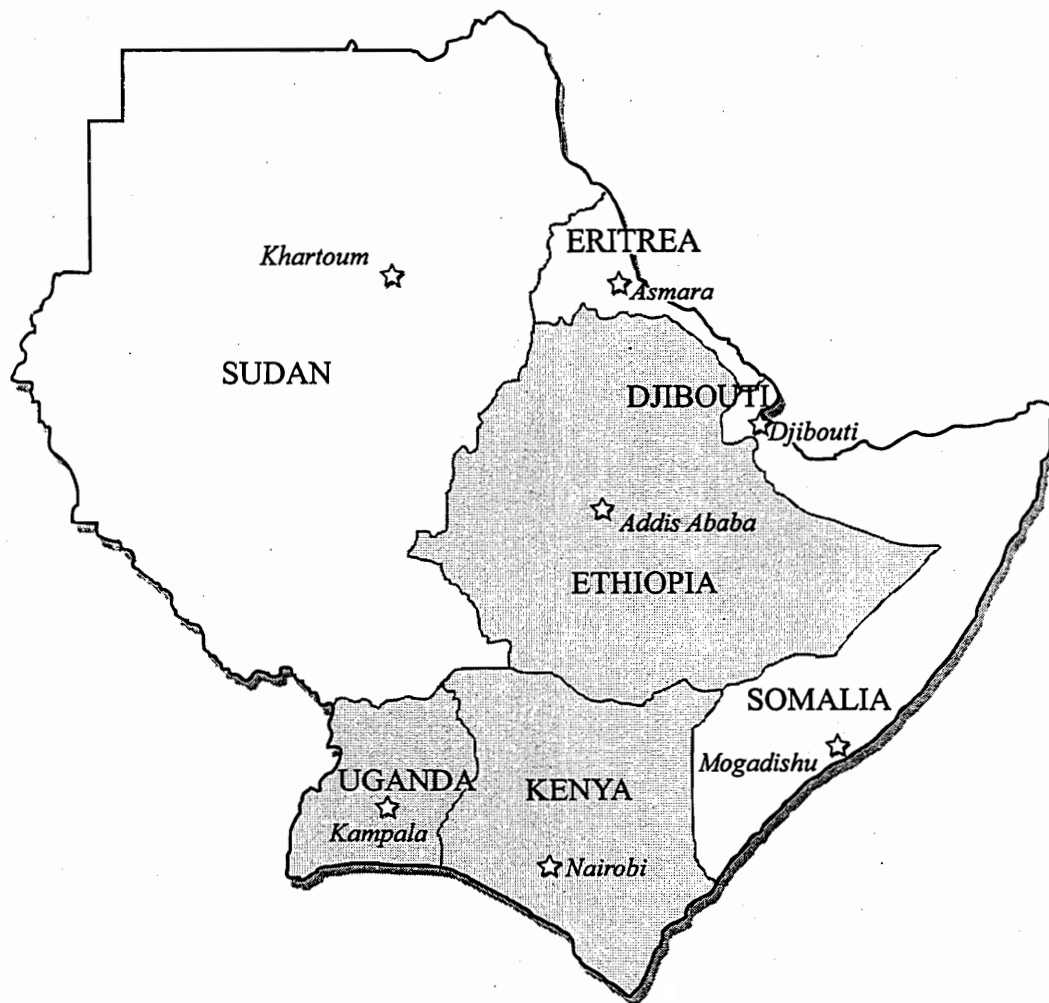 ERITREA
Khartoum
Asmara
SUDAN
DJIBOUTI
Djibouti
Addis Ababa
ETHIOPIA
SOMALIA
Mogadishu
UGANDA
KENYA
Kampala
Nairobi